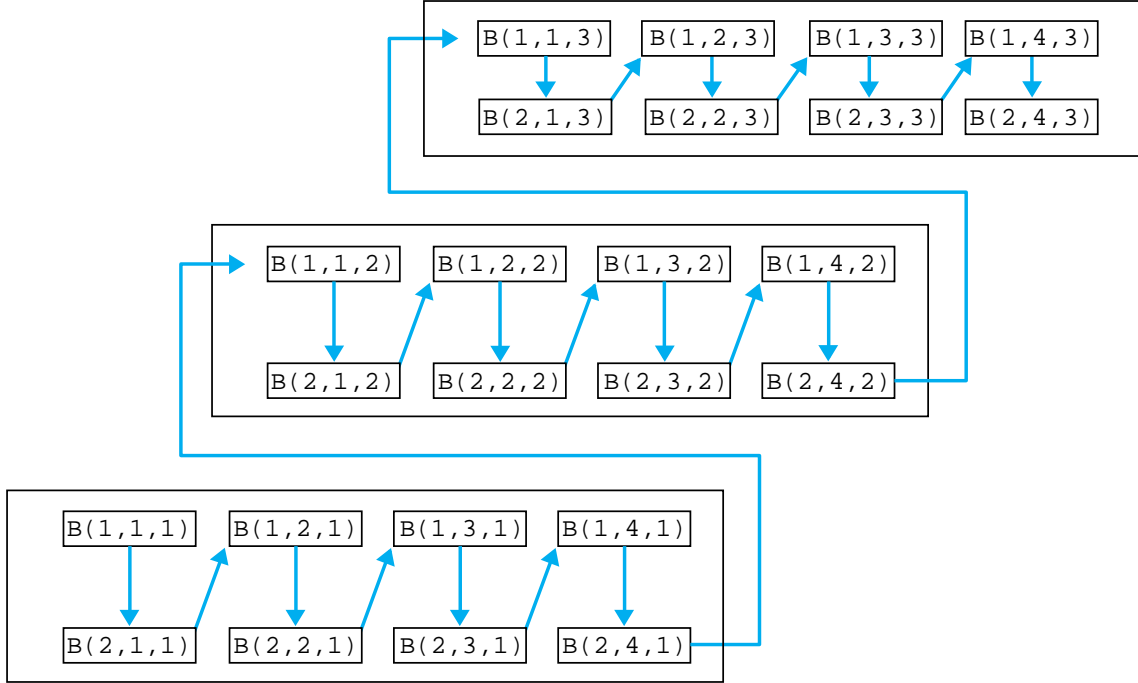 B(1,1,3) B(1,2,3) B(1,3,3) B(1,4,3)
B(2,1,3) B(2,2,3) B(2,3,3) B(2,4,3)
B(1,1,2) B(1,2,2) B(1,3,2) B(1,4,2)
B(2,1,2) B(2,2,2) B(2,3,2) B(2,4,2)
B(1,1,1) B(1,2,1) B(1,3,1) B(1,4,1)
B(2,1,1) B(2,2,1) B(2,3,1) B(2,4,1)